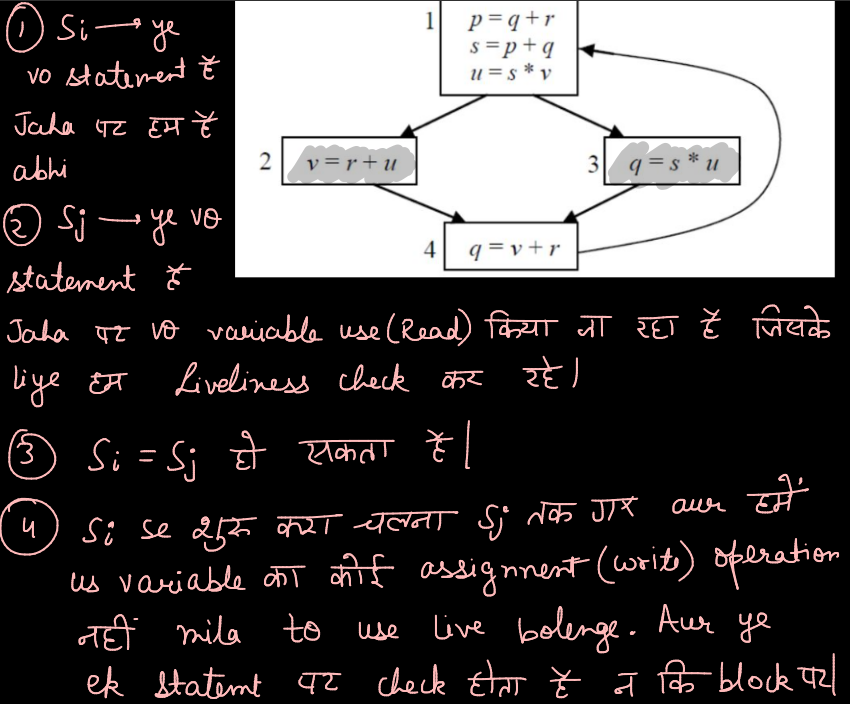 ① Si → ye
vo statement है
Jaha पर हम है
abhi
② Sj → ye vo
statement है
Jaha पर vo variable use (Read) किया जा रहा है जिसके
liye हम Liveliness check कर रहे।
③ Si = Sj हो सकता है|
④ Si se शुरू करा चलना Sj तक गए aur हमें
us variable का कोई assignment (write) operation
नहीं mila to use live bolenge. Aur ye
ek statemt पर check होता है न कि block पर|
1
p = q + r
s = p + q
u = s * v
2
v = r + u
3
q = s * u
4
q = v + r